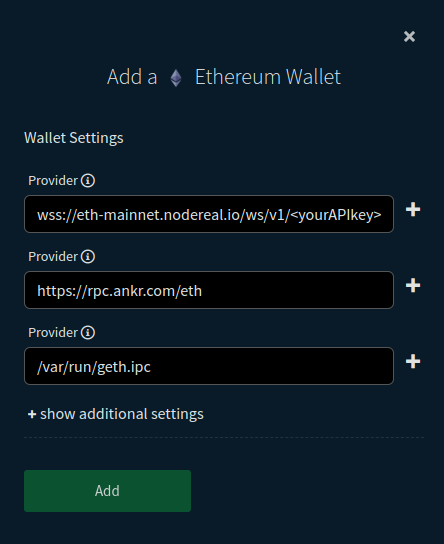 Add a Ethereum Wallet
Wallet Settings
Provider
wss://eth-mainnet.nodereal.io/ws/v1/<yourAPIkey>
Provider
https://rpc.ankr.com/eth
Provider
/var/run/geth.ipc
+ show additional settings
Add